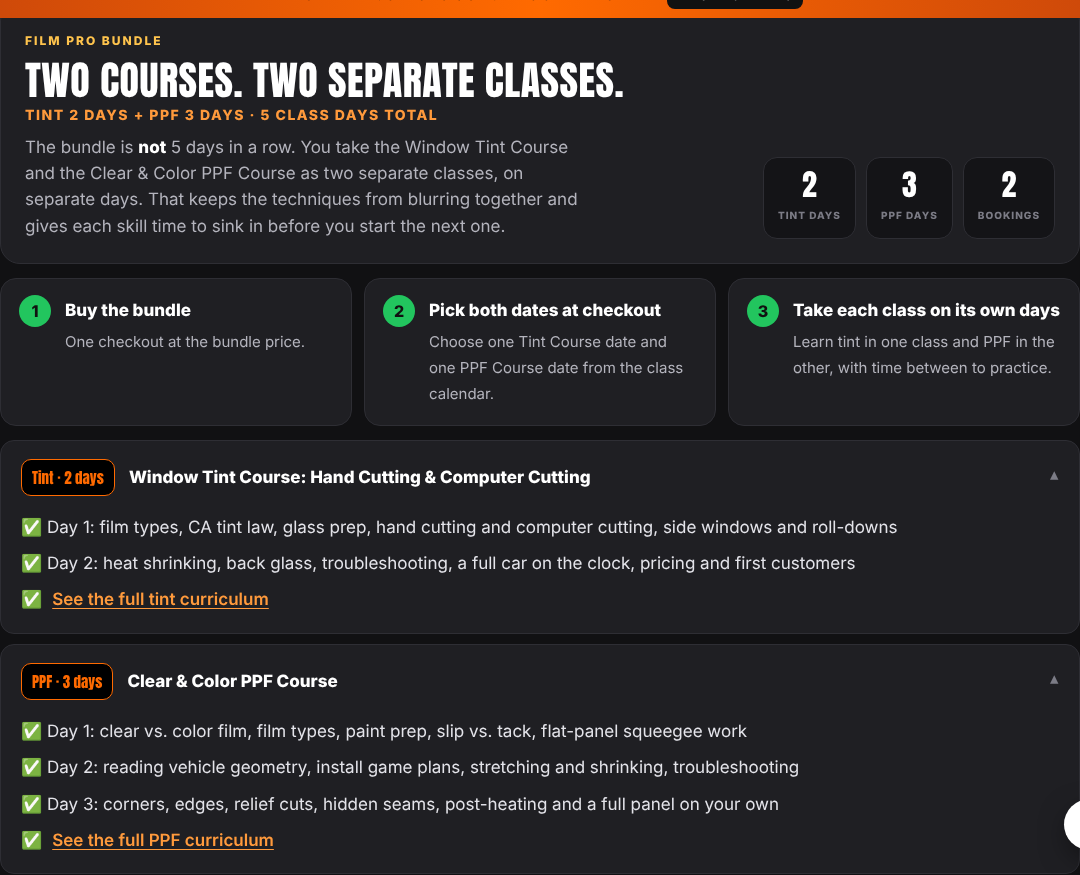 FILM PRO BUNDLE
TWO COURSES. TWO SEPARATE CLASSES.
TINT 2 DAYS + PPF 3 DAYS · 5 CLASS DAYS TOTAL
The bundle is not 5 days in a row. You take the Window Tint Course
and the Clear & Color PPF Course as two separate classes, on
separate days. That keeps the techniques from blurring together and
gives each skill time to sink in before you start the next one.
2
TINT DAYS
3
PPF DAYS
2
BOOKINGS
1
Buy the bundle
One checkout at the bundle price.
2
Pick both dates at checkout
Choose one Tint Course date and
one PPF Course date from the class
calendar.
3
Take each class on its own days
Learn tint in one class and PPF in the
other, with time between to practice.
Tint · 2 days
Window Tint Course: Hand Cutting & Computer Cutting
✅ Day 1: film types, CA tint law, glass prep, hand cutting and computer cutting, side windows and roll-downs
✅ Day 2: heat shrinking, back glass, troubleshooting, a full car on the clock, pricing and first customers
✅ See the full tint curriculum
PPF · 3 days
Clear & Color PPF Course
✅ Day 1: clear vs. color film, film types, paint prep, slip vs. tack, flat-panel squeegee work
✅ Day 2: reading vehicle geometry, install game plans, stretching and shrinking, troubleshooting
✅ Day 3: corners, edges, relief cuts, hidden seams, post-heating and a full panel on your own
✅ See the full PPF curriculum